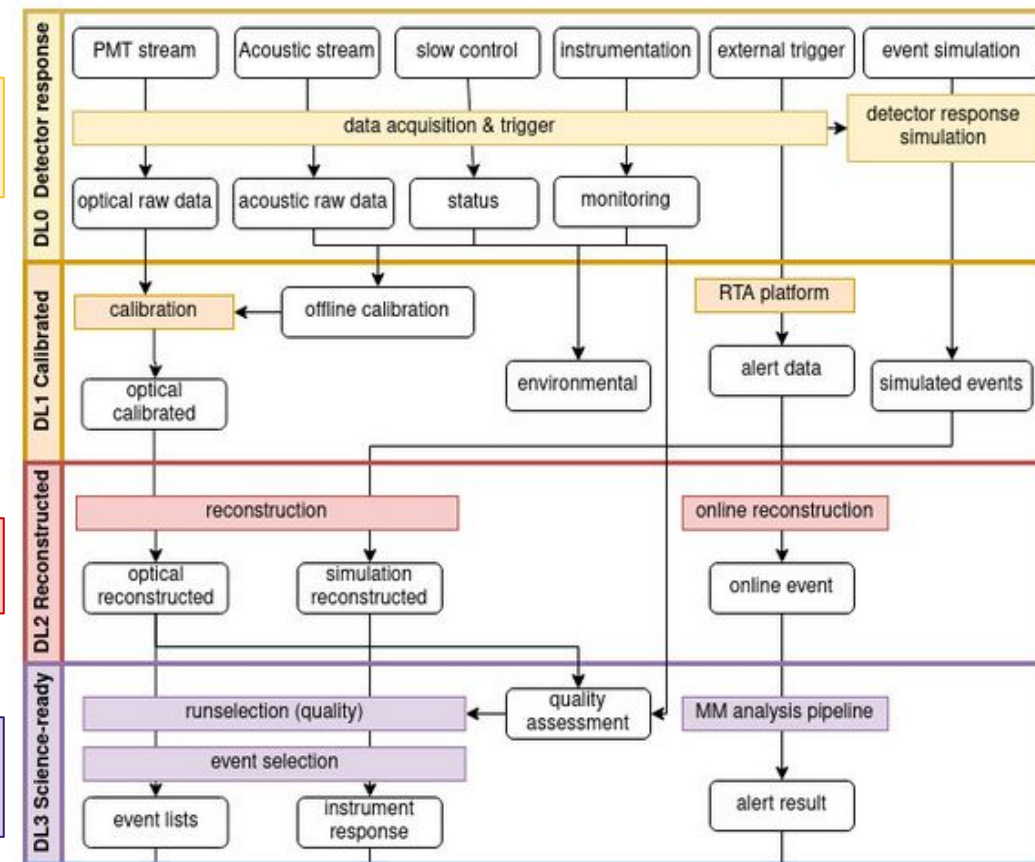 DL0 Detector response
PMT stream
Acoustic stream
slow control
instrumentation
external trigger
event simulation
data acquisition & trigger
detector response
simulation
optical raw data
acoustic raw data
status
monitoring
DL1 Calibrated
calibration
offline calibration
RTA platform
optical
calibrated
environmental
alert data
simulated events
DL2 Reconstructed
reconstruction
online reconstruction
optical
reconstructed
simulation
reconstructed
online event
DL3 Science-ready
runselection (quality)
quality
assessment
MM analysis pipeline
event selection
event lists
instrument
response
alert result